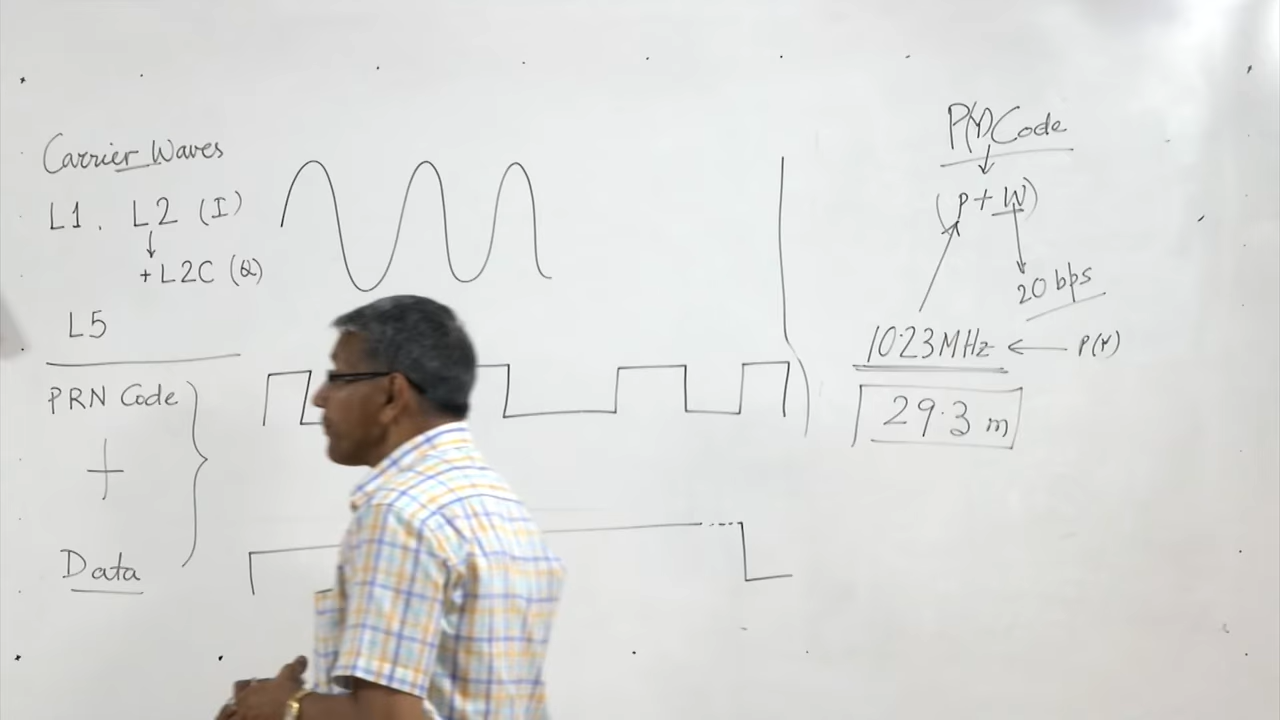 Carrier Waves
L1, L2 (I)
+ L2C (Q)
L5
PRN Code
+
Data
P(Y) Code
(P + W)
20 bps
10.23 MHz ← P(Y)
29.3 m